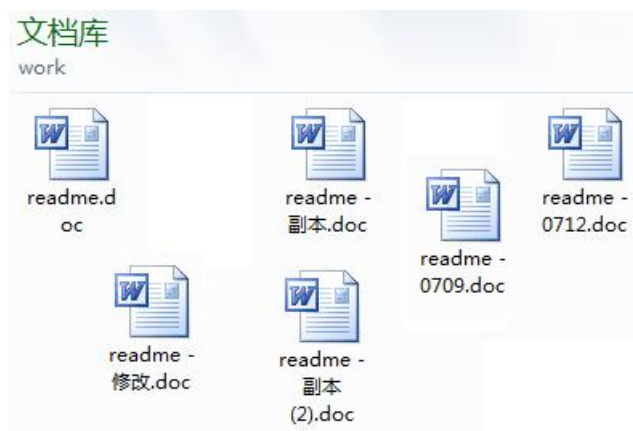 文档库
work
readme.d
oc
readme -
副本.doc
readme -
0712.doc
readme -
0709.doc
readme -
修改.doc
readme -
副本
(2).doc